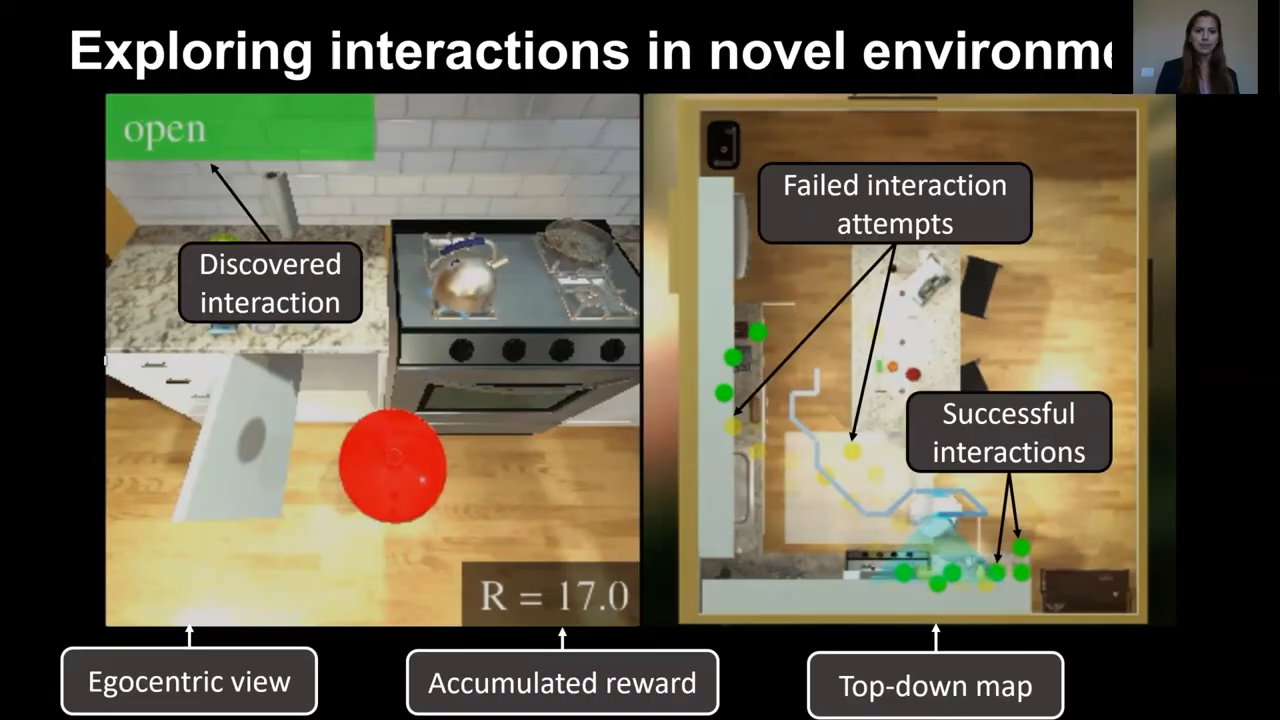 Exploring interactions in novel environme
open
Discovered
interaction
Failed interaction
attempts
Successful
interactions
R = 17.0
Egocentric view
Accumulated reward
Top-down map